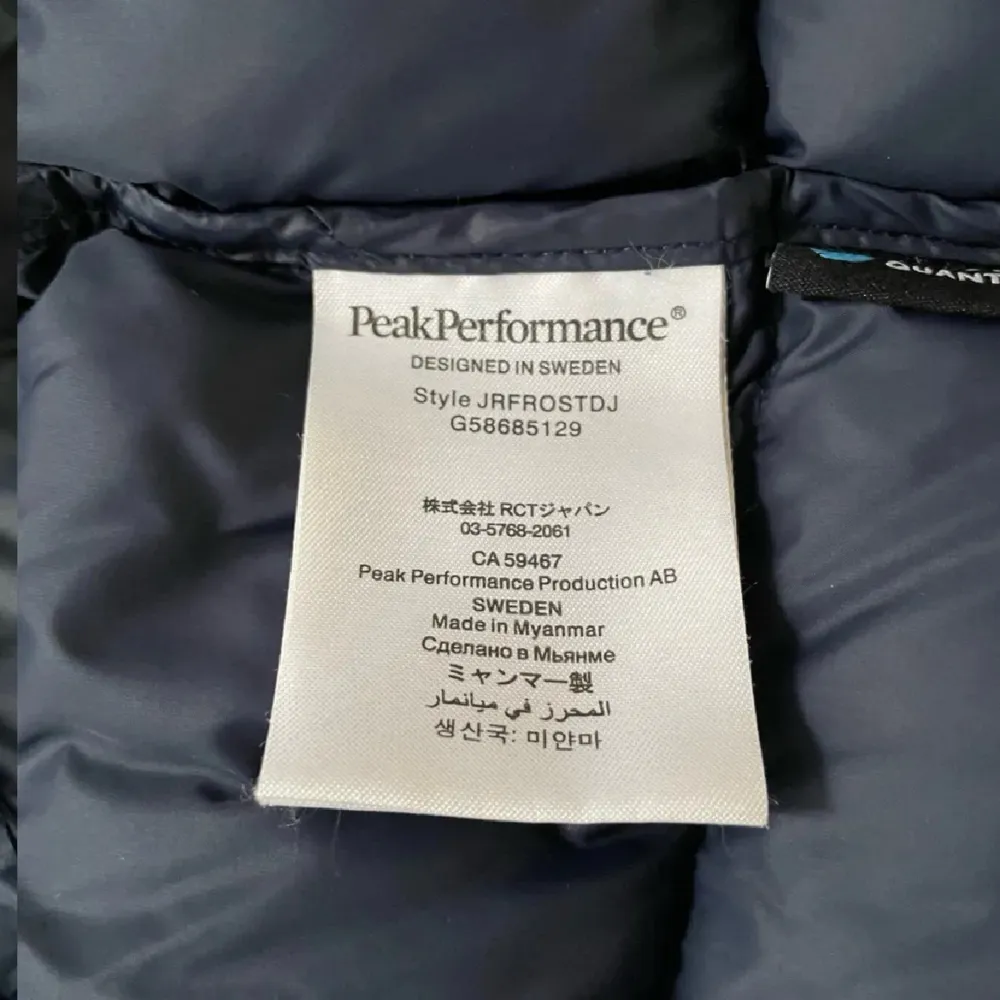 PeakPerformance®
DESIGNED IN SWEDEN
Style JRFROSTDJ
G58685129
株式会社 RCTジャパン
03-5768-2061
CA 59467
Peak Performance Production AB
SWEDEN
Made in Myanmar
Сделано в Мьянме
ミャンマー製
المحرز في ميانمار
생산국: 미얀마